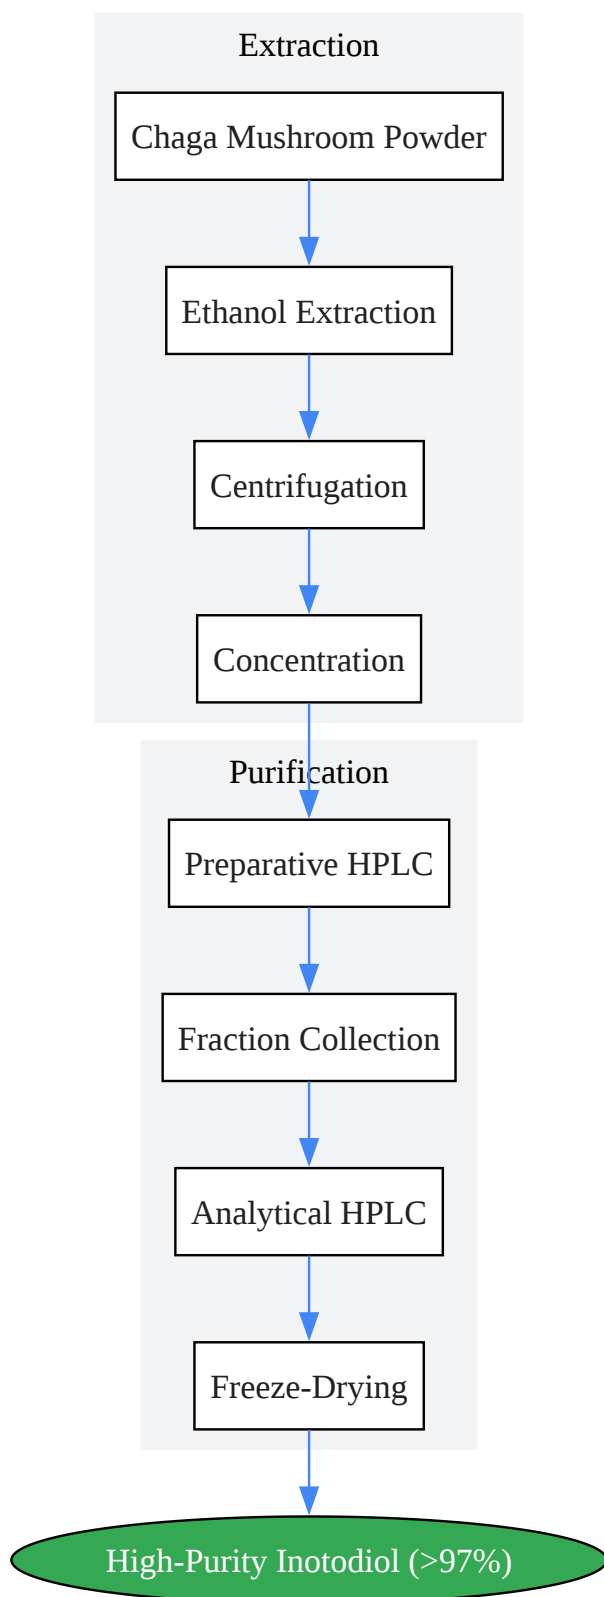 Extraction
Chaga Mushroom Powder
Ethanol Extraction
Centrifugation
Concentration
Purification
Preparative HPLC
Fraction Collection
Analytical HPLC
Freeze-Drying
High-Purity Inotodiol (>97%)